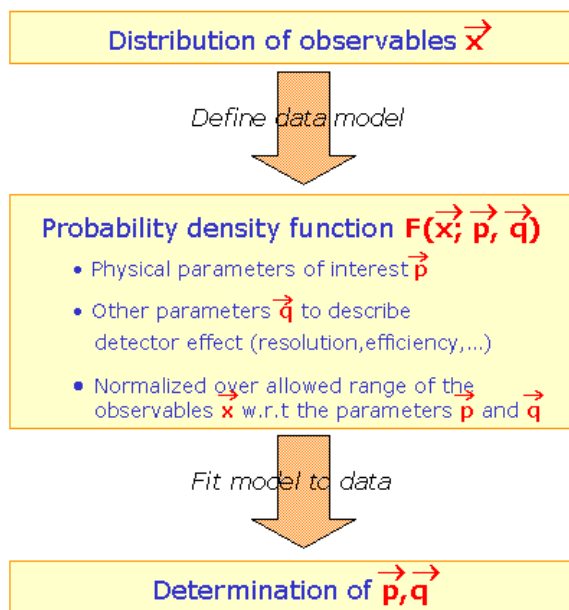 Distribution of observables x⃗
Define data model
Probability density function F(x⃗; p⃗, q⃗)
• Physical parameters of interest p⃗
• Other parameters q⃗ to describe
detector effect (resolution,efficiency,...)
• Normalized over allowed range of the
observables x⃗ w.r.t the parameters p⃗ and q⃗
Fit model to data
Determination of p⃗,q⃗